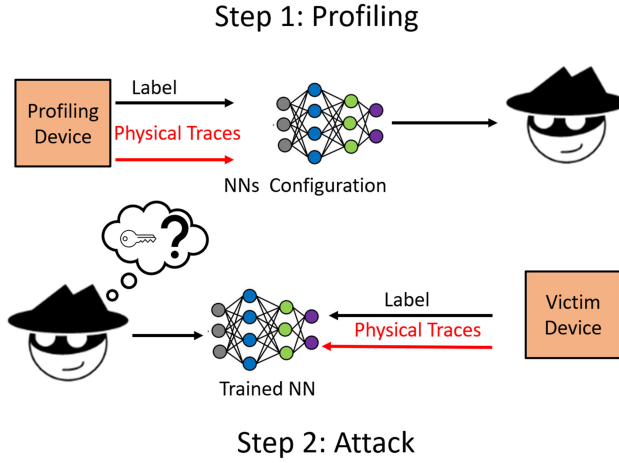 Step 1: Profiling
Label
Profiling
Device
Physical Traces
NNs Configuration
?
Label
Physical Traces
Victim
Device
Trained NN
Step 2: Attack